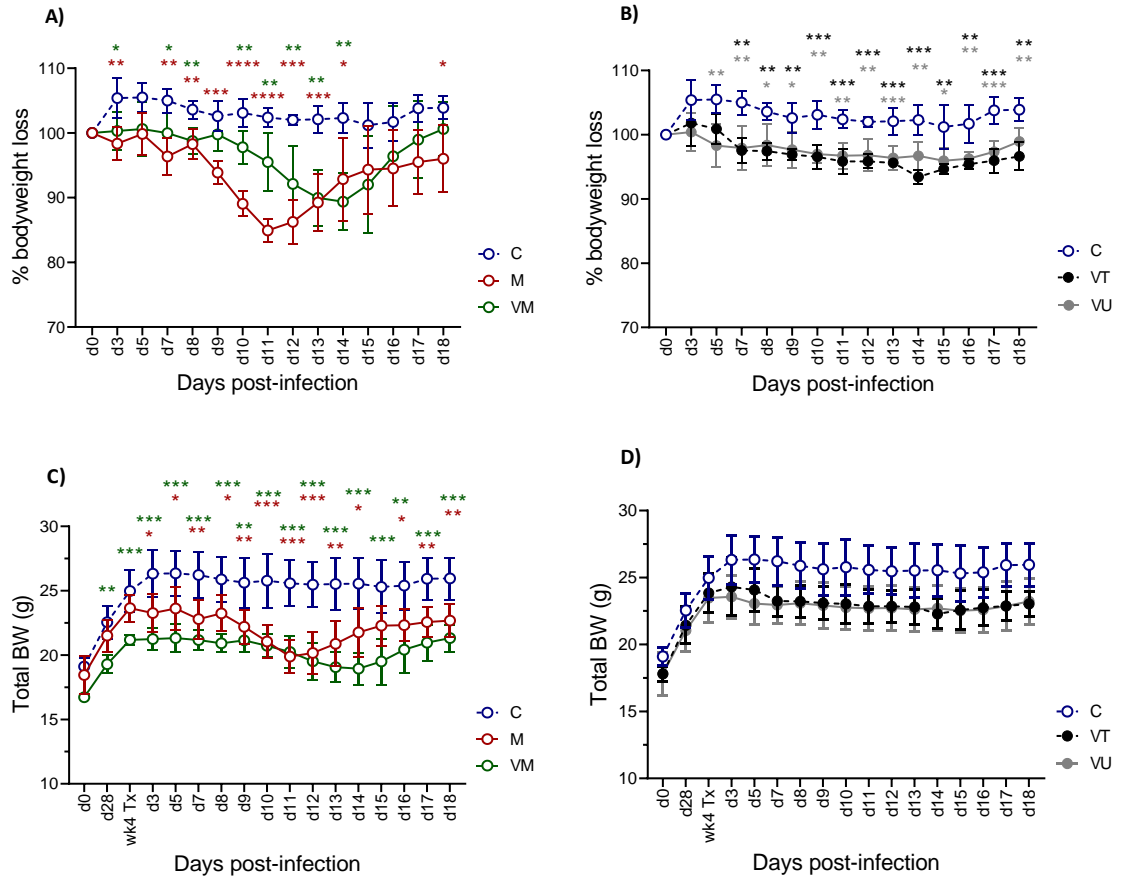 A)
* * ** ** ** ** **
** ** ** **** *** * *
*** **** ***
110
100
90
80
70
% bodyweight loss
d0 d3 d5 d7 d8 d9 d10 d11 d12 d13 d14 d15 d16 d17 d18
Days post-infection
C
M
VM
B)
** ** ** *** *** *** *** *** ** ** *** **
** ** * * ** ** ** *** ** * ** *** **
110
100
90
80
70
% bodyweight loss
d0 d3 d5 d7 d8 d9 d10 d11 d12 d13 d14 d15 d16 d17 d18
Days post-infection
C
VT
VU
C)
** *** *** *** *** *** ** *** *** *** *** *** *** ** *** ***
* * ** * ** *** *** *** ** * * ** **
30
25
20
15
10
Total BW (g)
d0 d28 wk4 Tx d3 d5 d7 d8 d9 d10 d11 d12 d13 d14 d15 d16 d17 d18
Days post-infection
C
M
VM
D)
30
25
20
15
10
Total BW (g)
d0 d28 wk4 Tx d3 d5 d7 d8 d9 d10 d11 d12 d13 d14 d15 d16 d17 d18
Days post-infection
C
VT
VU